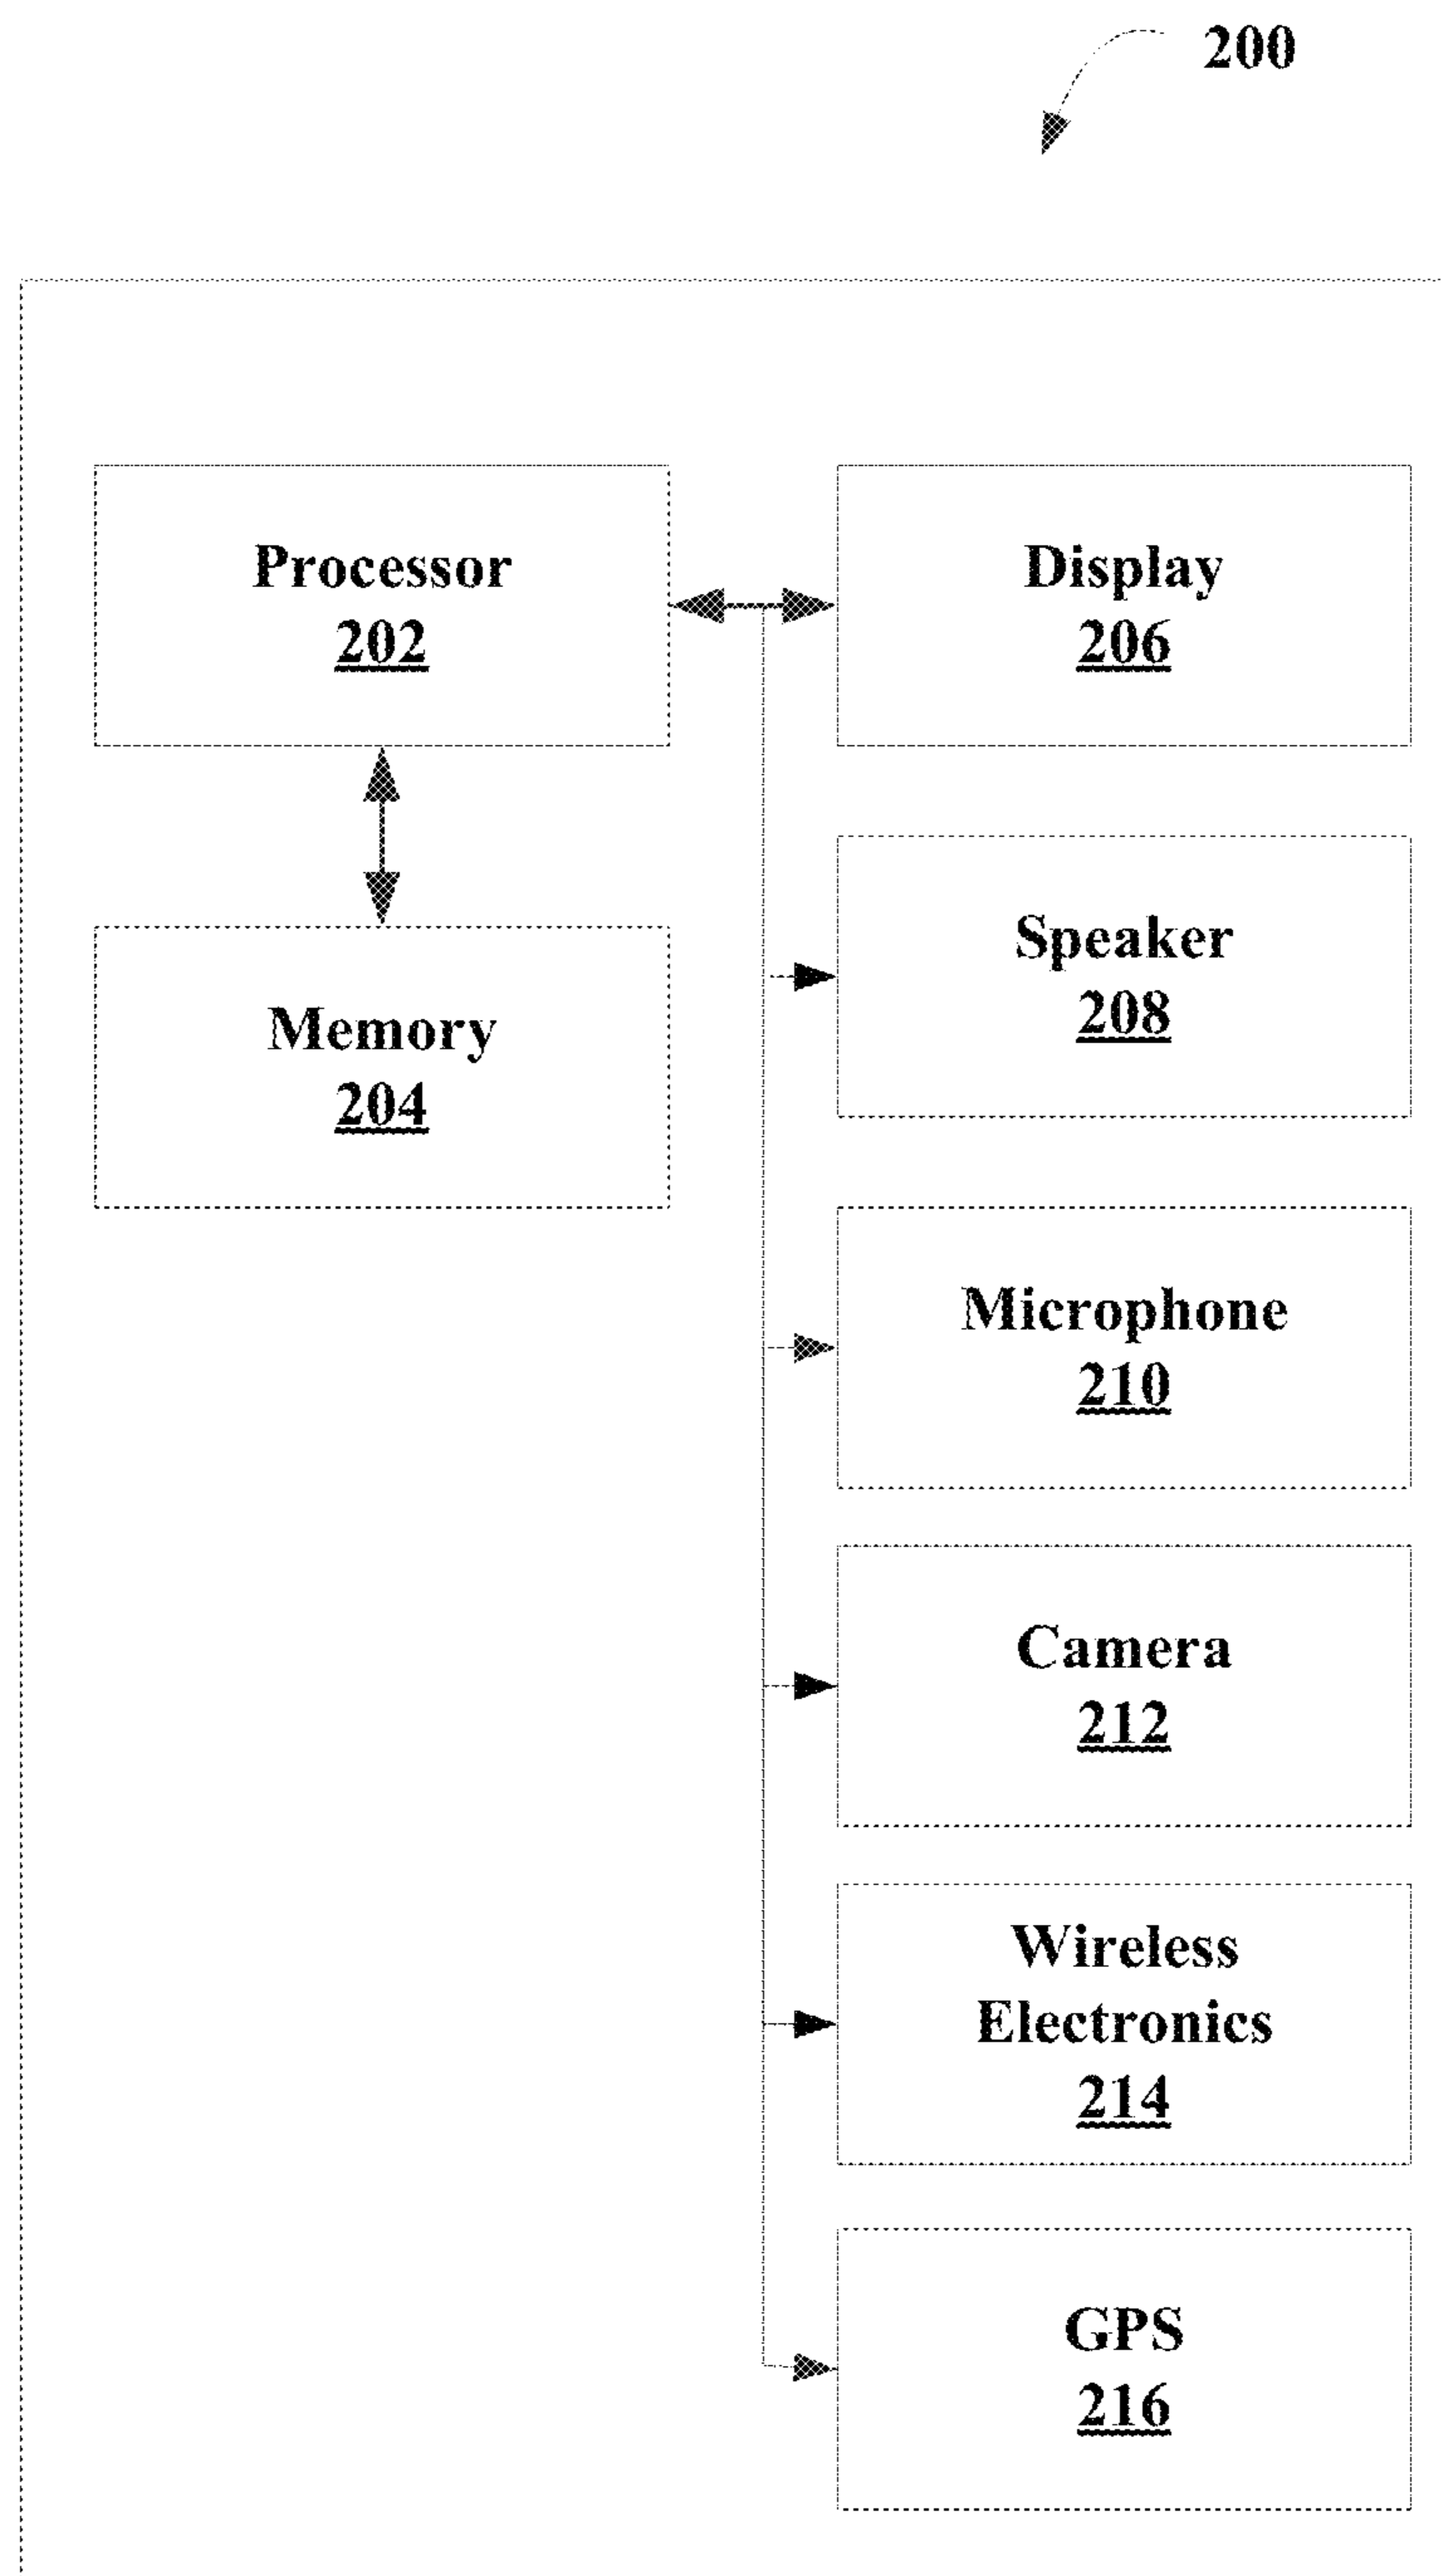 200
Processor
202
Display
206
Memory
204
Speaker
208
Microphone
210
Camera
212
Wireless
Electronics
214
GPS
216